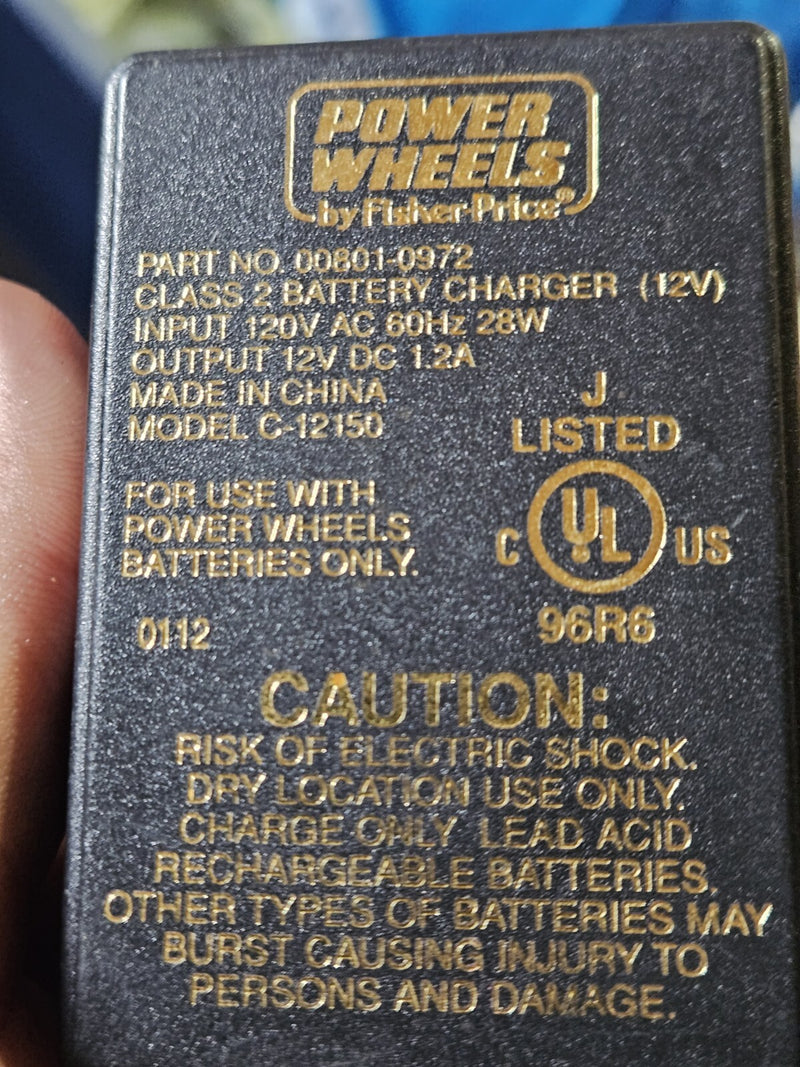 POWER
WHEELS
by Fisher-Price®
PART NO. 00801-0972
CLASS 2 BATTERY CHARGER (12V)
INPUT 120V AC 60Hz 28W
OUTPUT 12V DC 1.2A
MADE IN CHINA
MODEL C-12150
J
LISTED
C UL US
96R6
FOR USE WITH
POWER WHEELS
BATTERIES ONLY.
0112
CAUTION:
RISK OF ELECTRIC SHOCK.
DRY LOCATION USE ONLY.
CHARGE ONLY LEAD ACID
RECHARGEABLE BATTERIES.
OTHER TYPES OF BATTERIES MAY
BURST CAUSING INJURY TO
PERSONS AND DAMAGE.